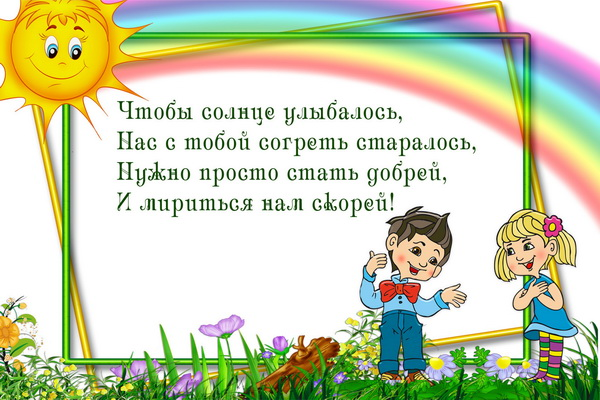 Чтобы солнце улыбалось,
Нас с тобой согреть старалось,
Нужно просто стать добрей,
И мириться нам скорей!